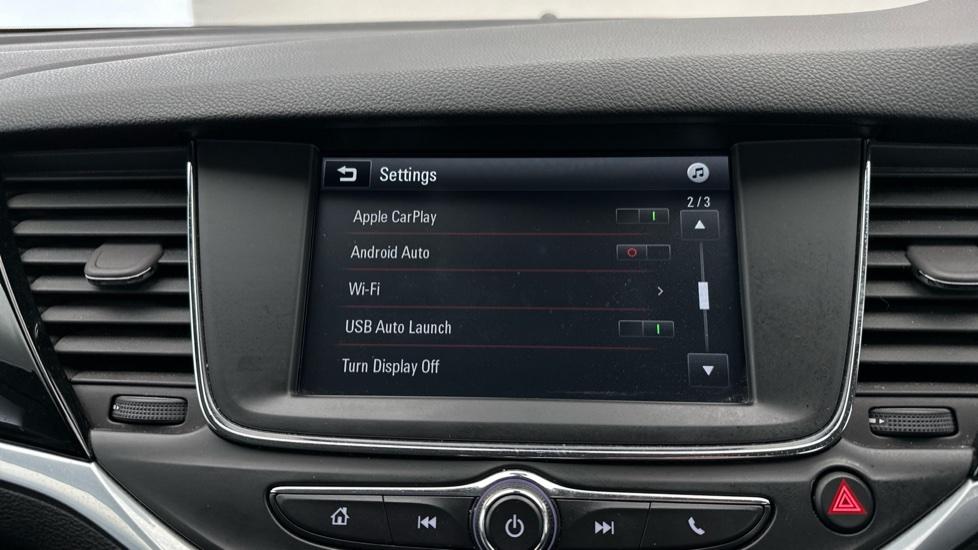 Settings
2/3
Apple CarPlay
Android Auto
Wi-Fi
USB Auto Launch
Turn Display Off